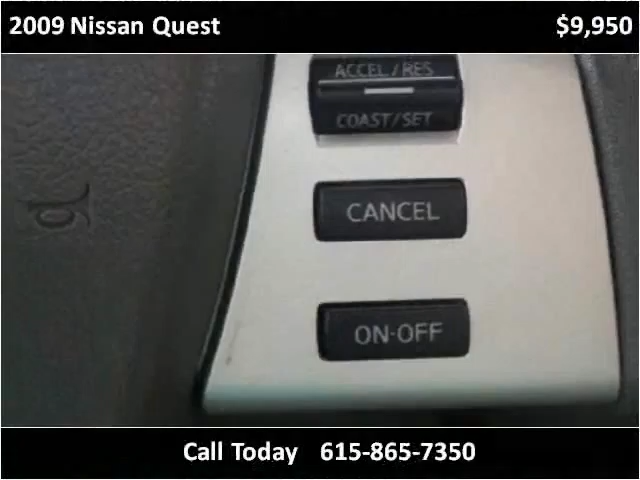 2009 Nissan Quest $9,950
ACCEL/RES
COAST/SET
CANCEL
ON·OFF
Call Today 615-865-7350